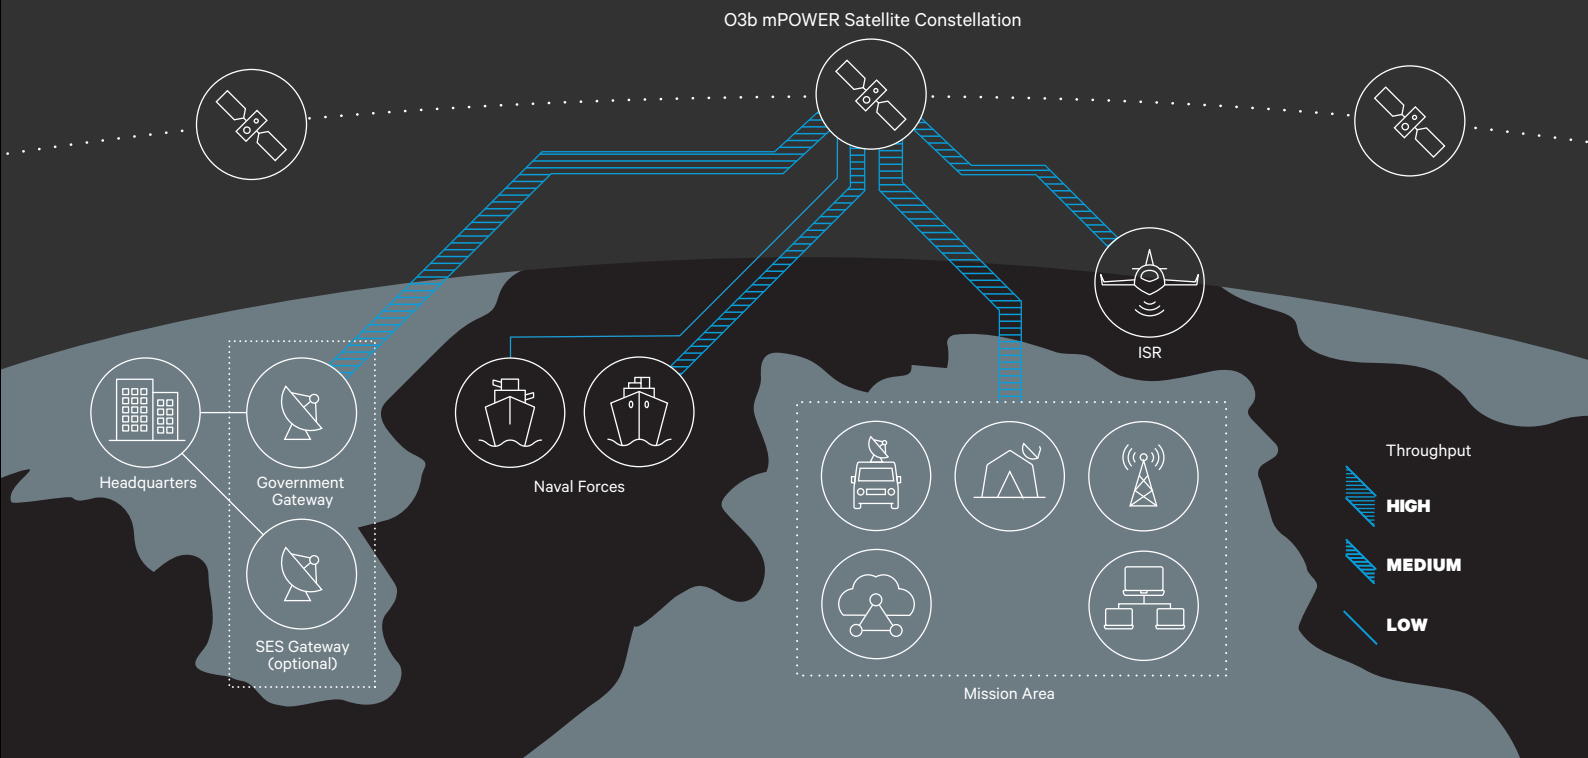 O3b mPOWER Satellite Constellation
ISR
Headquarters
Government
Gateway
Naval Forces
SES Gateway
(optional)
Mission Area
Throughput
HIGH
MEDIUM
LOW